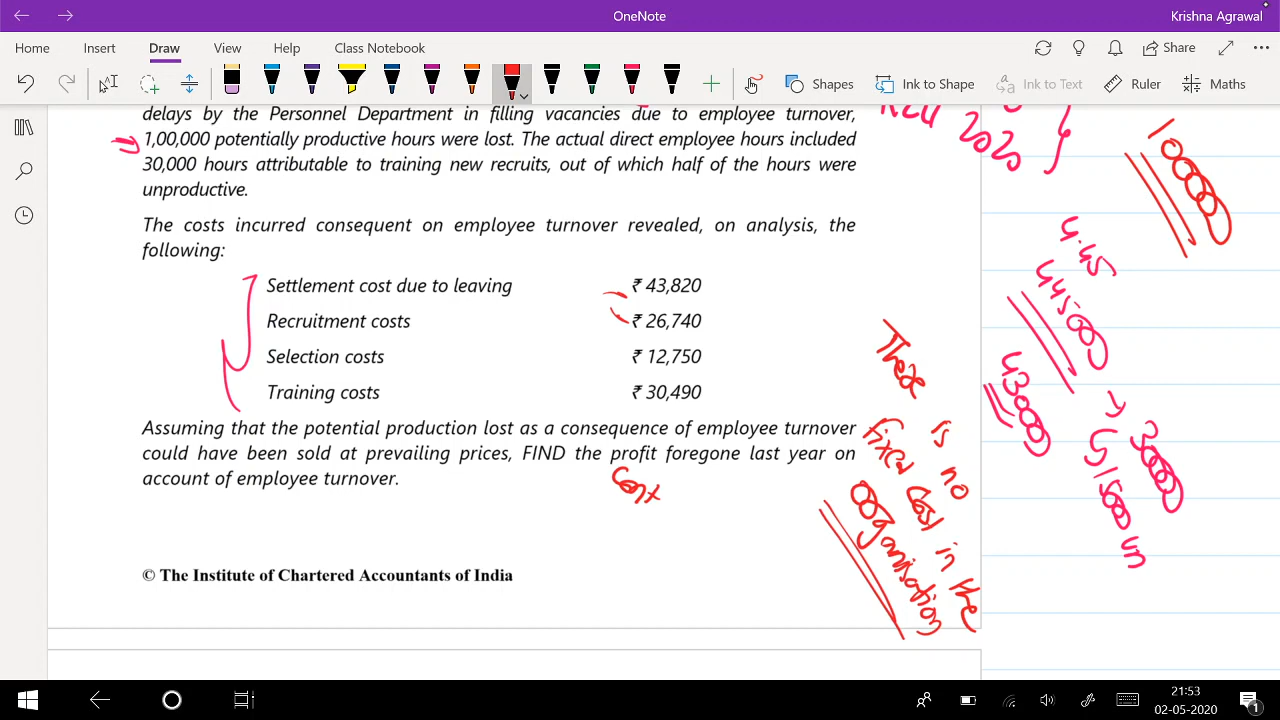 OneNote
Krishna Agrawal
Home Insert Draw View Help Class Notebook Share
Shapes Ink to Shape Ink to Text Ruler Maths
delays by the Personnel Department in filling vacancies due to employee turnover,
1,00,000 potentially productive hours were lost. The actual direct employee hours included
30,000 hours attributable to training new recruits, out of which half of the hours were
unproductive.
The costs incurred consequent on employee turnover revealed, on analysis, the
following:
Settlement cost due to leaving ₹ 43,820
Recruitment costs ₹ 26,740
Selection costs ₹ 12,750
Training costs ₹ 30,490
Assuming that the potential production lost as a consequence of employee turnover
could have been sold at prevailing prices, FIND the profit foregone last year on
account of employee turnover.
© The Institute of Chartered Accountants of India
2020
4.45
There
is no
fixed cost in the
organisation
21:53
02-05-2020